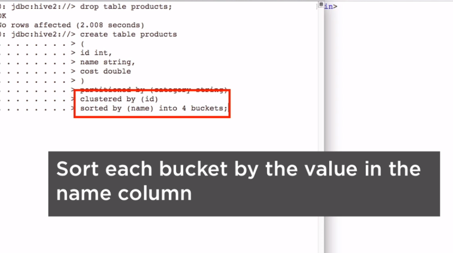 : jdbc:hive2://> drop table products;
OK
No rows affected (2.008 seconds)
: jdbc:hive2://> create table products
. . . . . . . . > (
. . . . . . . . > id int,
. . . . . . . . > name string,
. . . . . . . . > cost double
. . . . . . . . > )
. . . . . . . . > partitioned by (category string)
. . . . . . . . > clustered by (id)
. . . . . . . . > sorted by (name) into 4 buckets;
in>
Sort each bucket by the value in the
name column